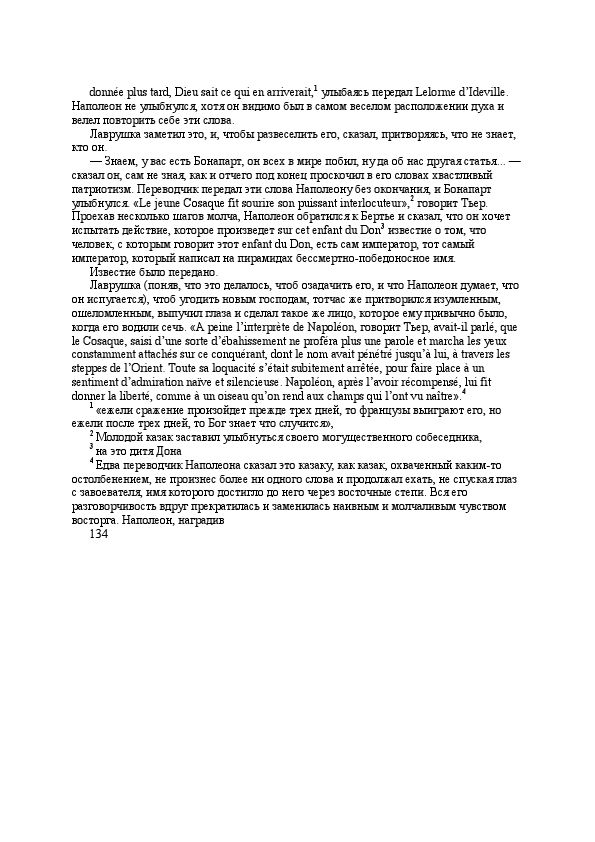 donnée plus tard, Dieu sait ce qui en arriverait,¹ улыбаясь передал Lelorme d’Ideville.
Наполеон не улыбнулся, хотя он видимо был в самом веселом расположении духа и
велел повторить себе эти слова.
Лаврушка заметил это, и, чтобы развеселить его, сказал, притворяясь, что не знает,
кто он.
— Знаем, у вас есть Бонапарт, он всех в мире побил, ну да об нас другая статья... —
сказал он, сам не зная, как и отчего под конец проскочил в его словах хвастливый
патриотизм. Переводчик передал эти слова Наполеону без окончания, и Бонапарт
улыбнулся. «Le jeune Cosaque fit sourire son puissant interlocuteur»,² говорит Тьер.
Проехав несколько шагов молча, Наполеон обратился к Бертье и сказал, что он хочет
испытать действие, которое произведет sur cet enfant du Don³ известие о том, что
человек, с которым говорит этот enfant du Don, есть сам император, тот самый
император, который написал на пирамидах бессмертно-победоносное имя.
Известие было передано.
Лаврушка (поняв, что это делалось, чтоб озадачить его, и что Наполеон думает, что
он испугается), чтоб угодить новым господам, тотчас же притворился изумленным,
ошеломленным, выпучил глаза и сделал такое же лицо, которое ему привычно было,
когда его водили сечь. «A peine l’interprète de Napoléon, говорит Тьер, avait-il parlé, que
le Cosaque, saisi d’une sorte d’ébahissement ne proféra plus une parole et marcha les yeux
constamment attachés sur ce conquérant, dont le nom avait pénétré jusqu’à lui, à travers les
steppes de l’Orient. Toute sa loquacité s’était subitement arrêtée, pour faire place à un
sentiment d’admiration naïve et silencieuse. Napoléon, après l’avoir récompensé, lui fit
donner la liberté, comme à un oiseau qu’on rend aux champs qui l’ont vu naître».⁴
¹ «ежели сражение произойдет прежде трех дней, то французы выиграют его, но
ежели после трех дней, то Бог знает что случится»,
² Молодой казак заставил улыбнуться своего могущественного собеседника,
³ на это дитя Дона
⁴ Едва переводчик Наполеона сказал это казаку, как казак, охваченный каким-то
остолбенением, не произнес более ни одного слова и продолжал ехать, не спуская глаз
с завоевателя, имя которого достигло до него через восточные степи. Вся его
разговорчивость вдруг прекратилась и заменилась наивным и молчаливым чувством
восторга. Наполеон, наградив
134